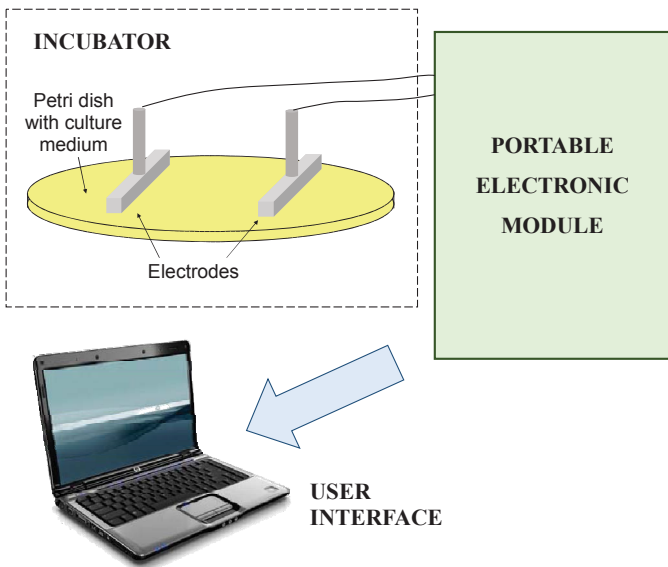 INCUBATOR
Petri dish
with culture
medium
Electrodes
PORTABLE
ELECTRONIC
MODULE
USER
INTERFACE